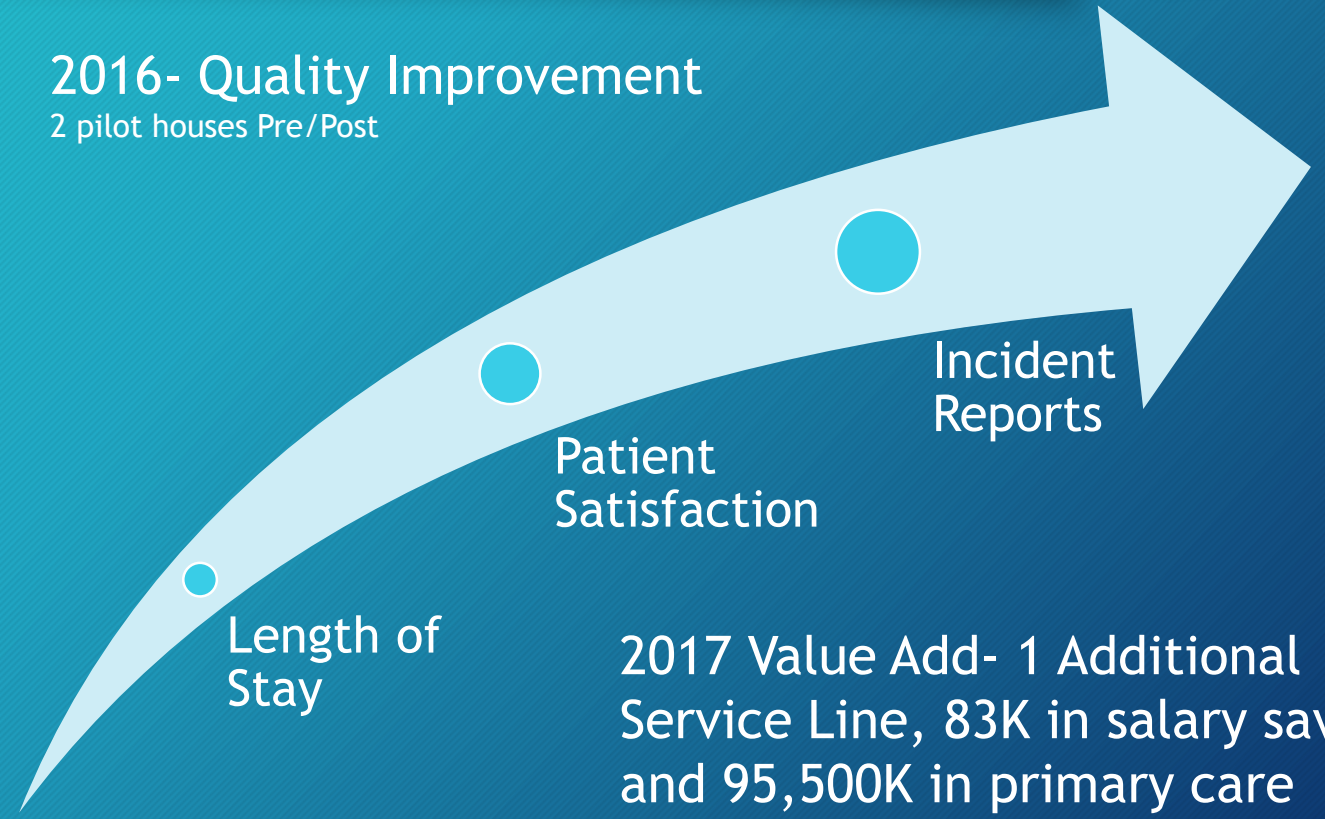 2016- Quality Improvement
2 pilot houses Pre/Post
Incident
Reports
Patient
Satisfaction
Length of
Stay
2017 Value Add- 1 Additional
Service Line, 83K in salary
and 95,500K in primary care